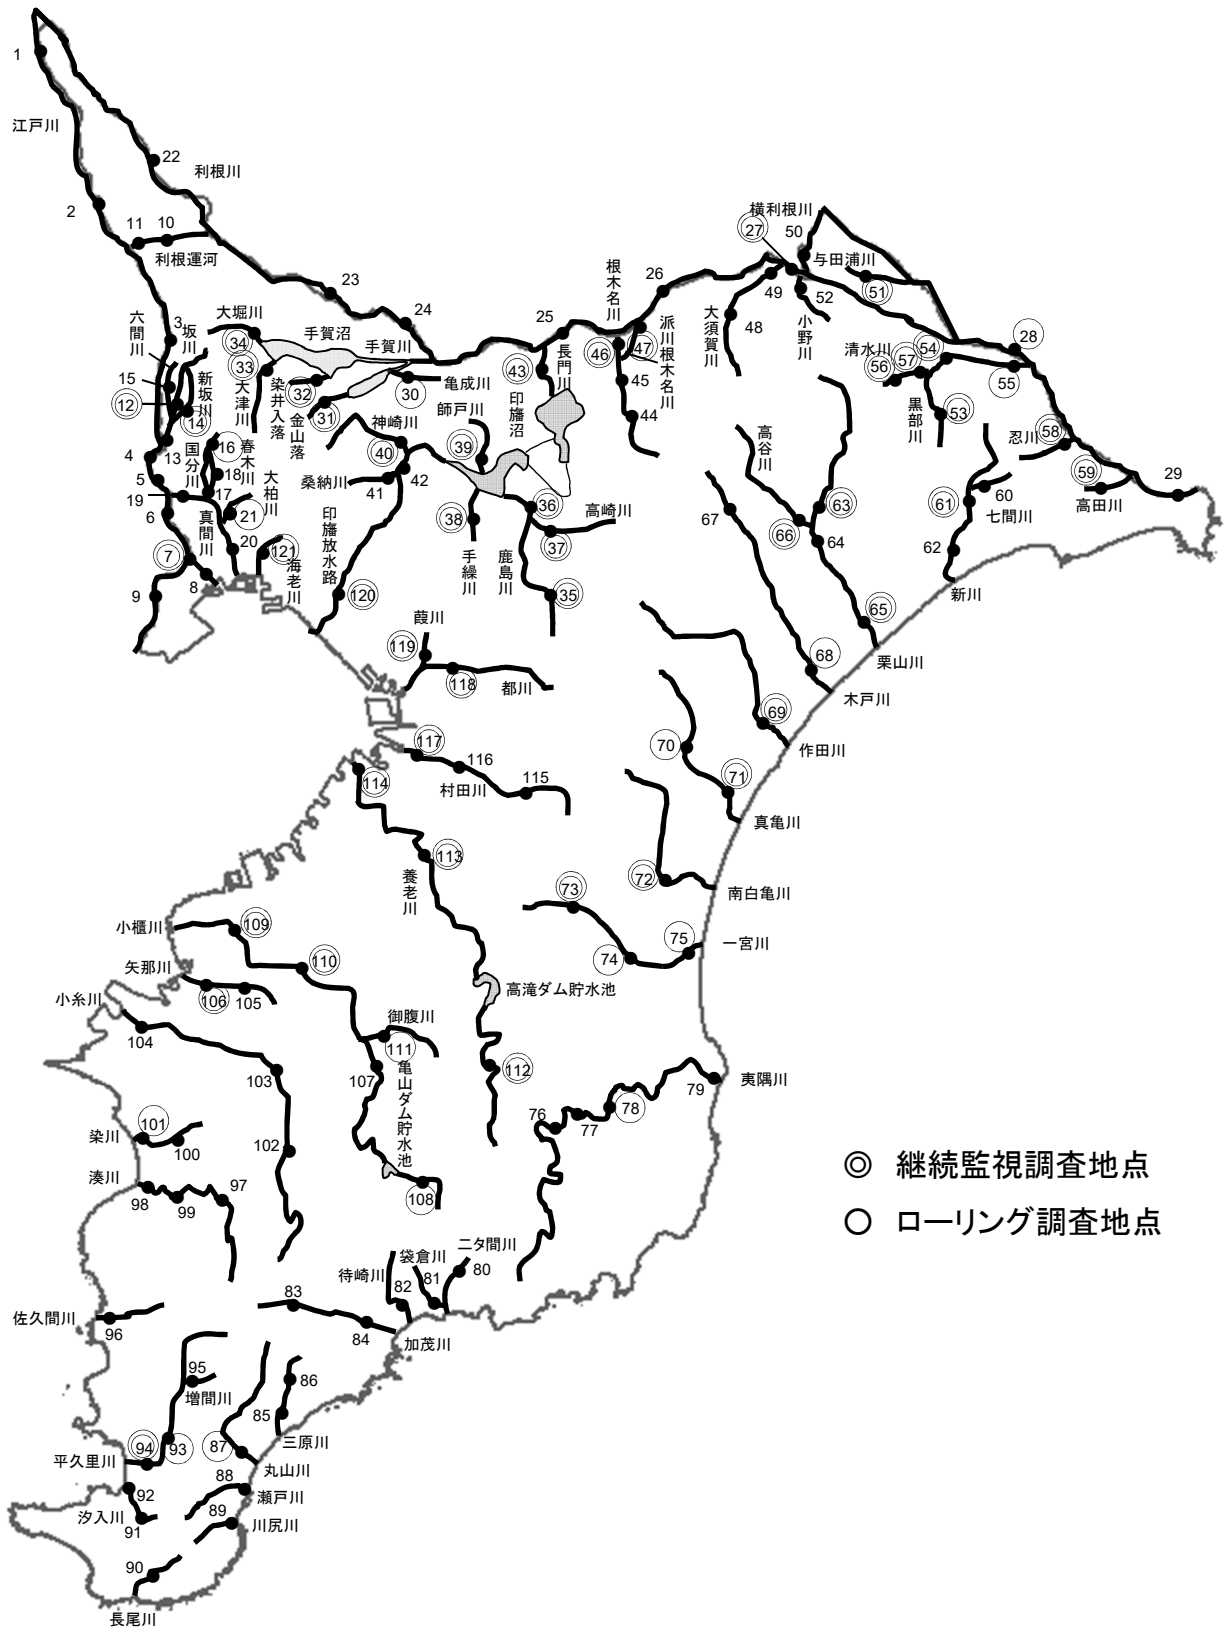 1
江戸川
22
利根川
2
11
10
利根運河
横利根川
27
50
与田浦川
51
49
52
小野川
大須賀川
48
根木名川
26
派川根木名川
47
46
45
44
23
24
25
長門川
43
六間川
3
坂川
15
新坂川
12
14
13
4
5
6
大堀川
34
33
大津川
手賀沼
手賀川
染井入落
32
金山落
31
30
亀成川
師戸川
印旛沼
神崎川
40
39
桑納川
41
42
国分川
16
春木川
18
17
19
大柏川
21
真間川
20
7
8
9
121
海老川
印旛放水路
120
38
手繰川
鹿島川
36
高崎川
37
35
清水川
56
57
54
28
55
黒部川
53
忍川
58
59
高田川
29
高谷川
67
66
63
64
65
61
60
七間川
62
新川
栗山川
68
木戸川
69
作田川
70
71
真亀川
72
南白亀川
葭川
119
118
都川
117
116
115
村田川
114
113
養老川
73
74
75
一宮川
小櫃川
109
110
矢那川
106
105
小糸川
104
103
高滝ダム貯水池
112
御腹川
111
107
亀山ダム貯水池
108
76
77
78
79
夷隅川
染川
101
100
102
湊川
98
99
97
◎ 継続監視調査地点
○ ローリング調査地点
待崎川
袋倉川
二タ間川
82
81
80
83
84
加茂川
佐久間川
96
95
増間川
86
85
三原川
94
93
平久里川
87
丸山川
92
汐入川
91
88
瀬戸川
89
川尻川
90
長尾川